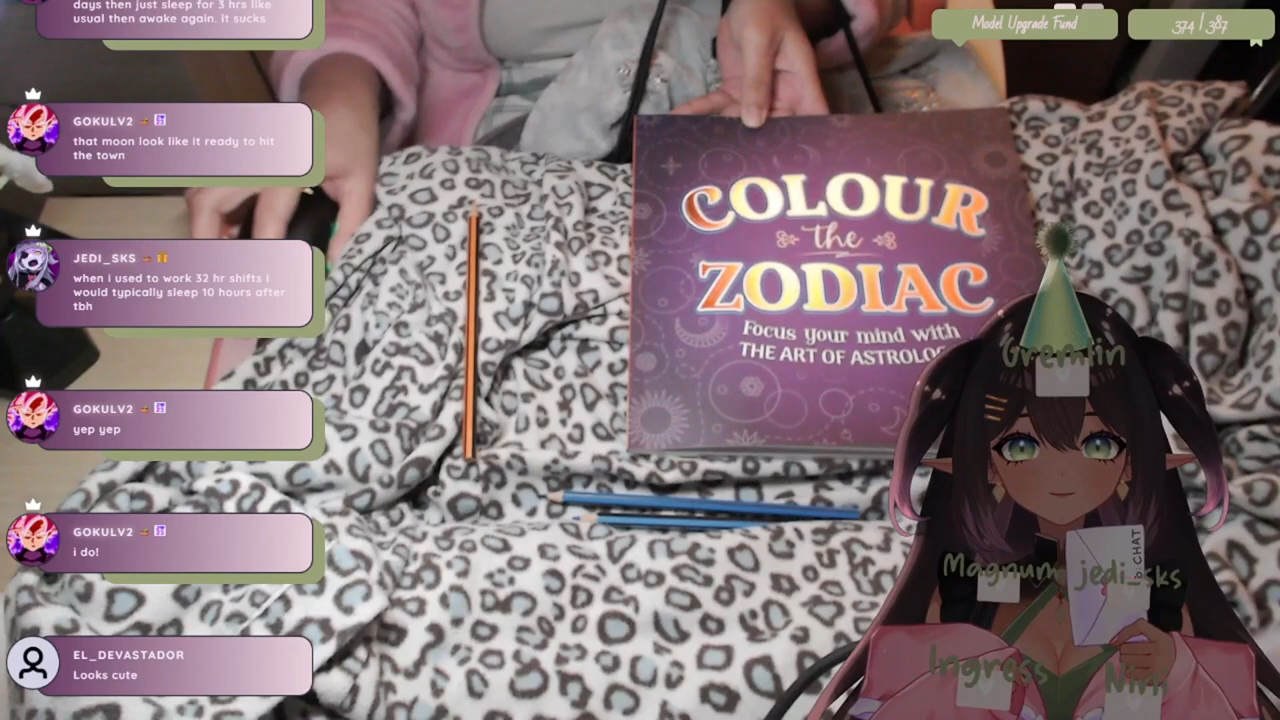 days then just sleep for 3 hrs like
usual then awake again. it sucks
GOKULV2
that moon look like it ready to hit
the town
JEDI_SKS
when i used to work 32 hr shifts i
would typically sleep 10 hours after
tbh
GOKULV2
yep yep
GOKULV2
i do!
EL_DEVASTADOR
Looks cute
Model Upgrade Fund
374 | 387
COLOUR
the
ZODIAC
Focus your mind with
THE ART OF
Gremlin
CHAT
Magnum
jedi_sks
Ingress